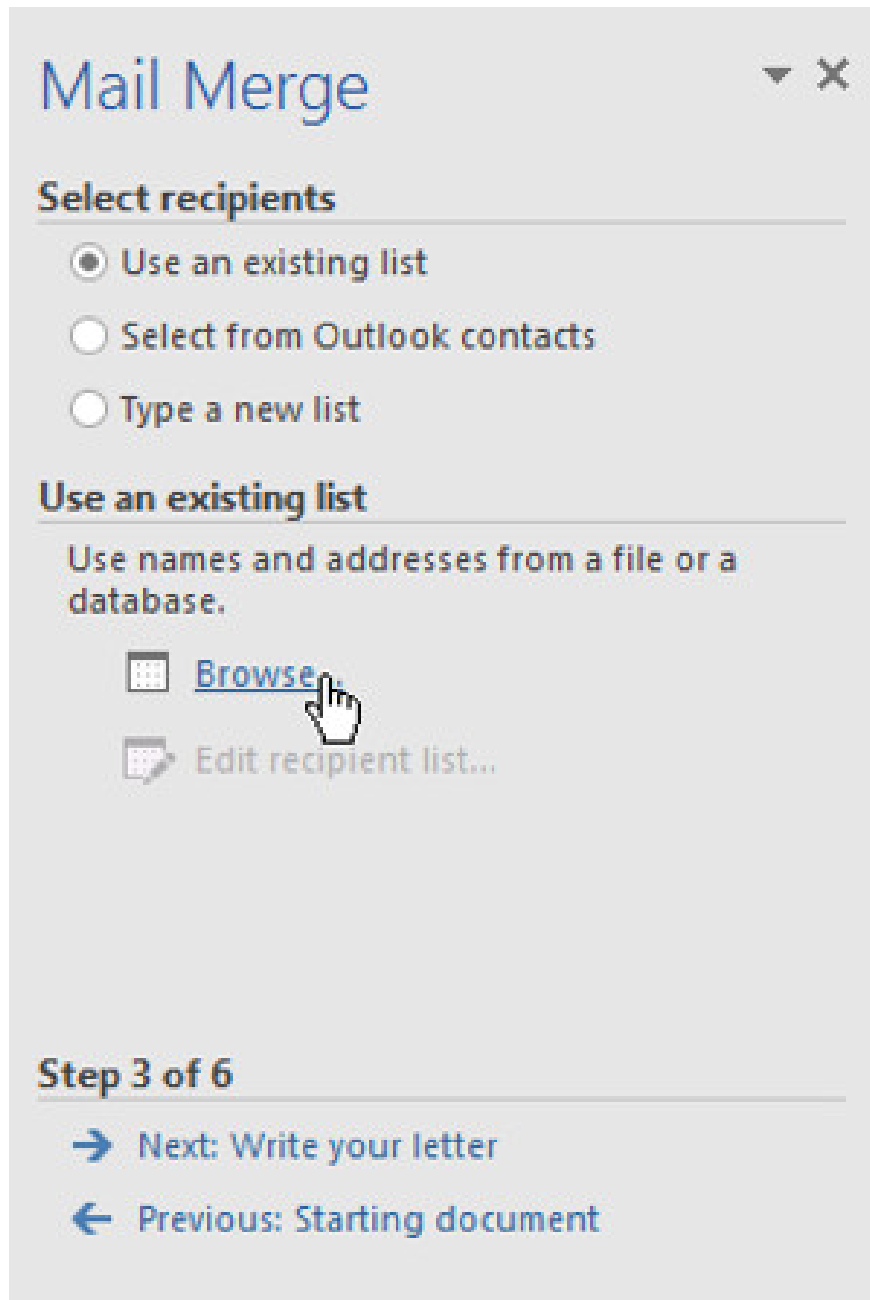 Mail Merge
Select recipients
Use an existing list
Select from Outlook contacts
Type a new list
Use an existing list
Use names and addresses from a file or a
database.
Browse...
Edit recipient list...
Step 3 of 6
Next: Write your letter
Previous: Starting document